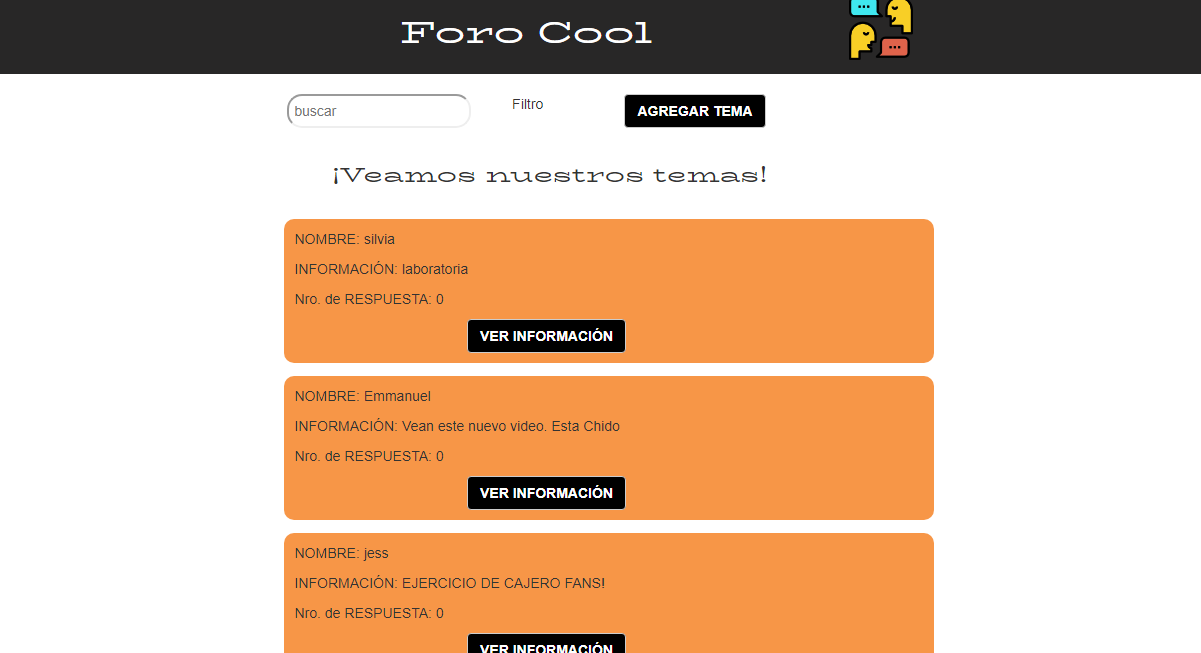 Foro Cool
buscar
Filtro
AGREGAR TEMA
¡Veamos nuestros temas!
NOMBRE: silvia
INFORMACIÓN: laboratoria
Nro. de RESPUESTA: 0
VER INFORMACIÓN
NOMBRE: Emmanuel
INFORMACIÓN: Vean este nuevo video. Esta Chido
Nro. de RESPUESTA: 0
VER INFORMACIÓN
NOMBRE: jess
INFORMACIÓN: EJERCICIO DE CAJERO FANS!
Nro. de RESPUESTA: 0
VER INFORMACIÓN